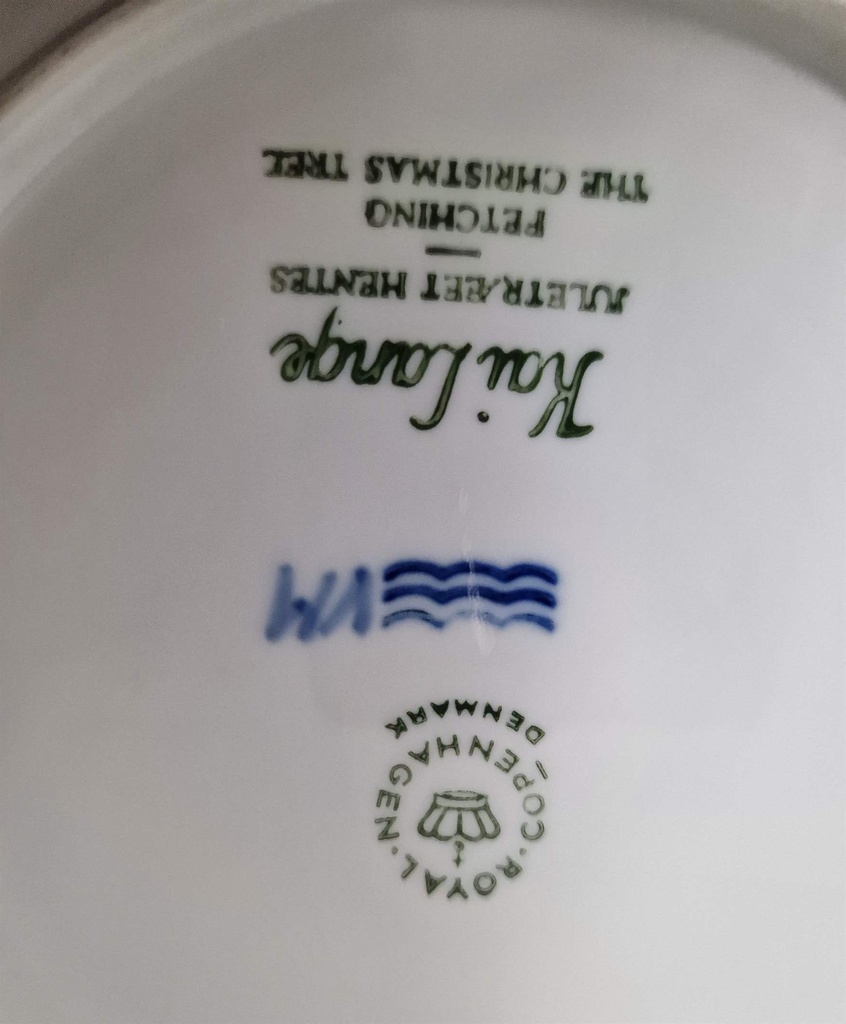 · ROYAL · COPENHAGEN
DENMARK
Kai Lange
JULETRÆET HENTES
FETCHING
THE CHRISTMAS TREE